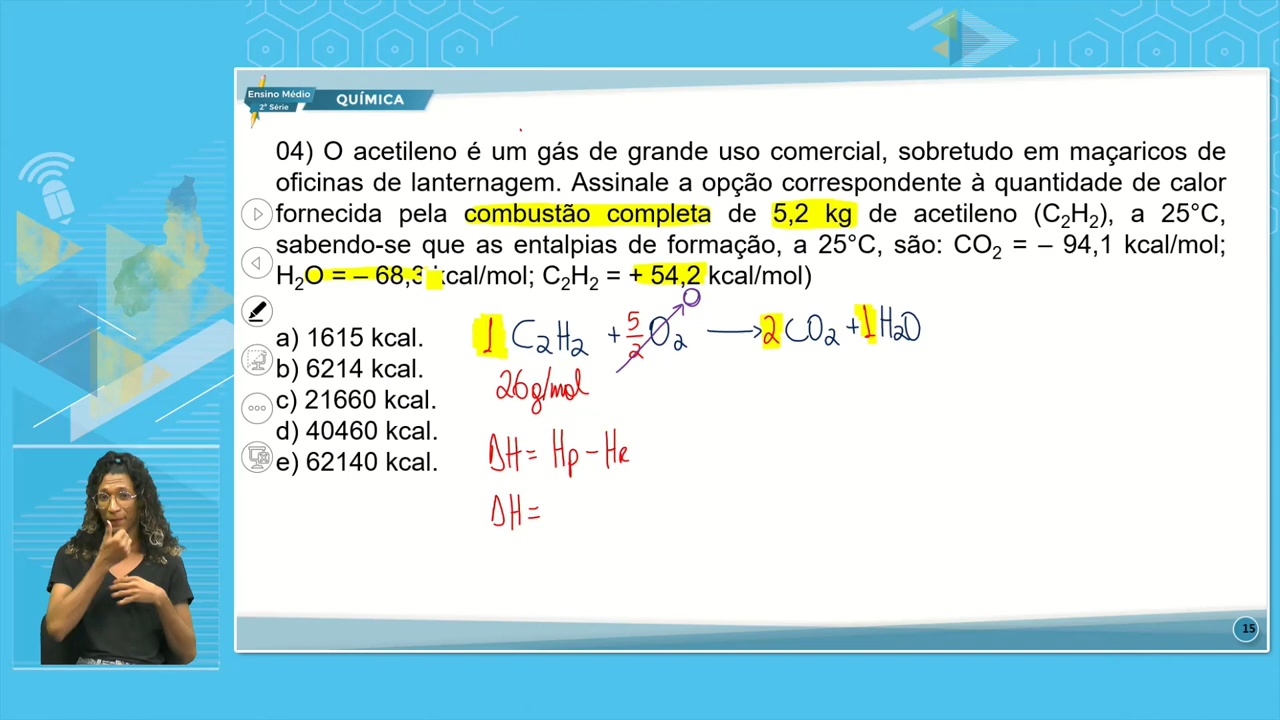 Ensino Médio
2ª Série
QUÍMICA
04) O acetileno é um gás de grande uso comercial, sobretudo em maçaricos de
oficinas de lanternagem. Assinale a opção correspondente à quantidade de calor
fornecida pela combustão completa de 5,2 kg de acetileno (C₂H₂), a 25°C,
sabendo-se que as entalpias de formação, a 25°C, são: CO₂ = – 94,1 kcal/mol;
H₂O = – 68,3 kcal/mol; C₂H₂ = + 54,2 kcal/mol)
1 C₂H₂ + 5/2 O₂ → 2 CO₂ + 1 H₂O
0
26g/mol
a) 1615 kcal.
b) 6214 kcal.
c) 21660 kcal.
d) 40460 kcal.
e) 62140 kcal.
ΔH = Hp - HR
ΔH =
15